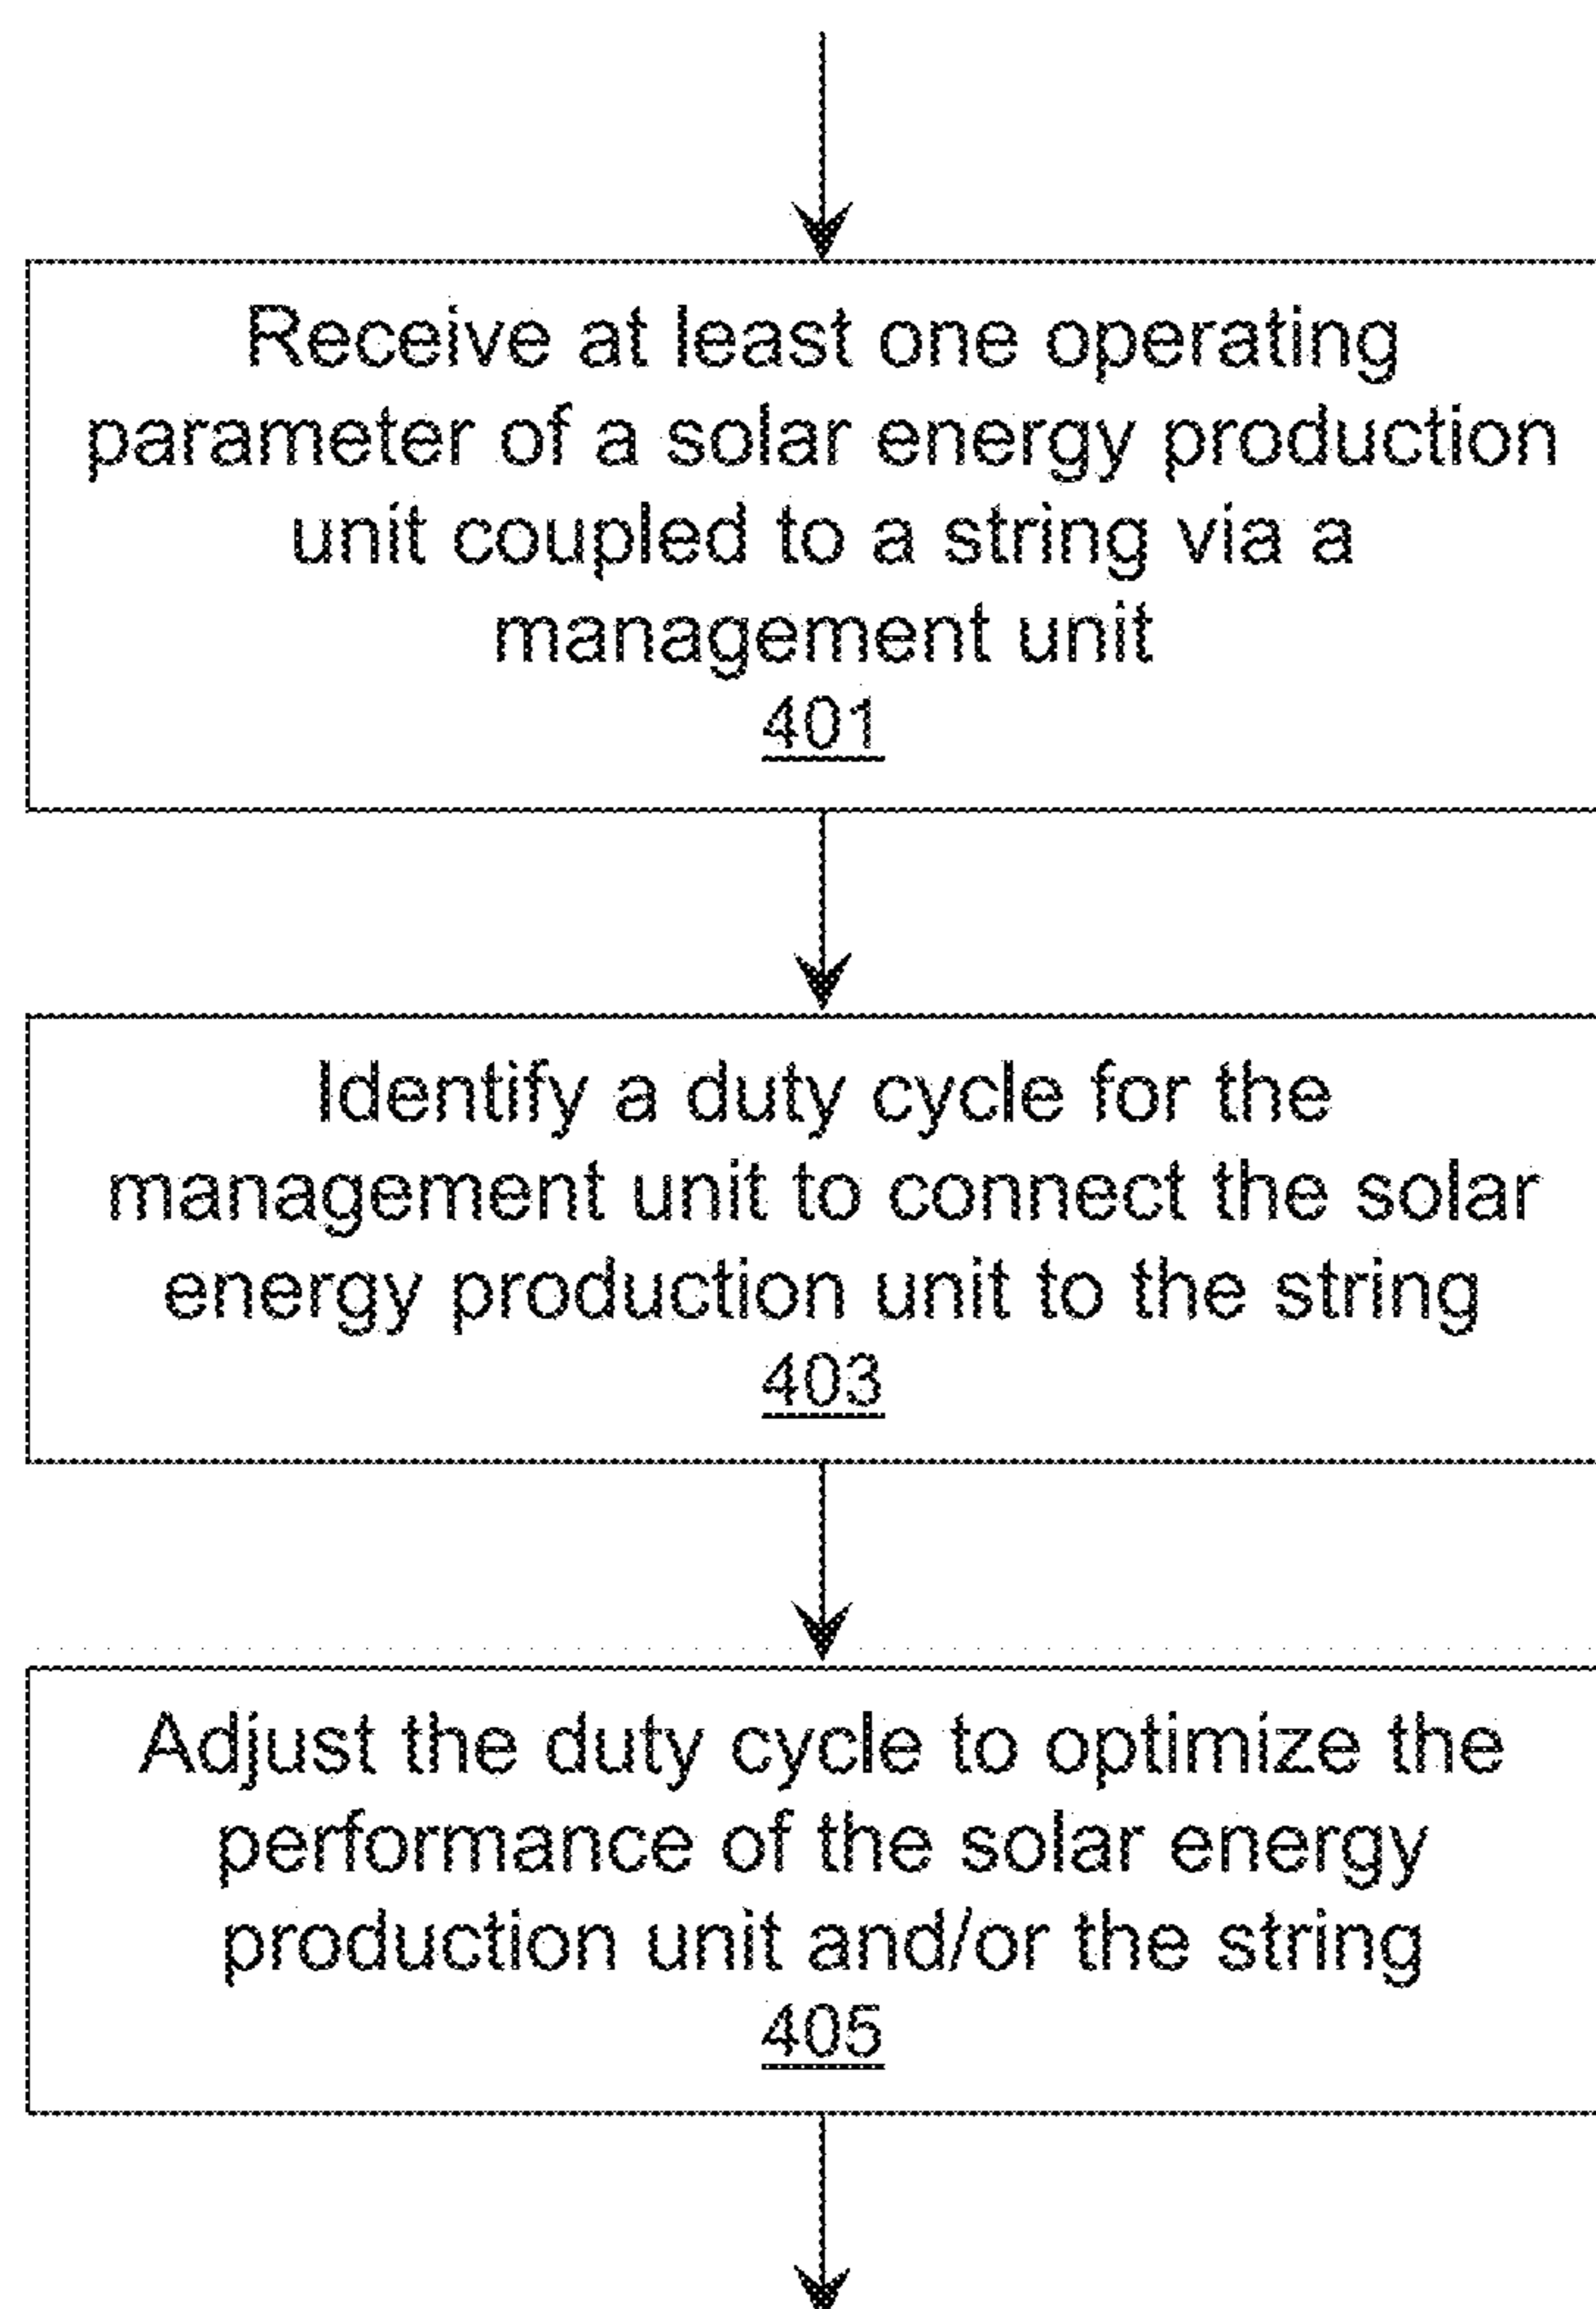 Receive at least one operating
parameter of a solar energy production
unit coupled to a string via a
management unit
401
Identify a duty cycle for the
management unit to connect the solar
energy production unit to the string
403
Adjust the duty cycle to optimize the
performance of the solar energy
production unit and/or the string
405